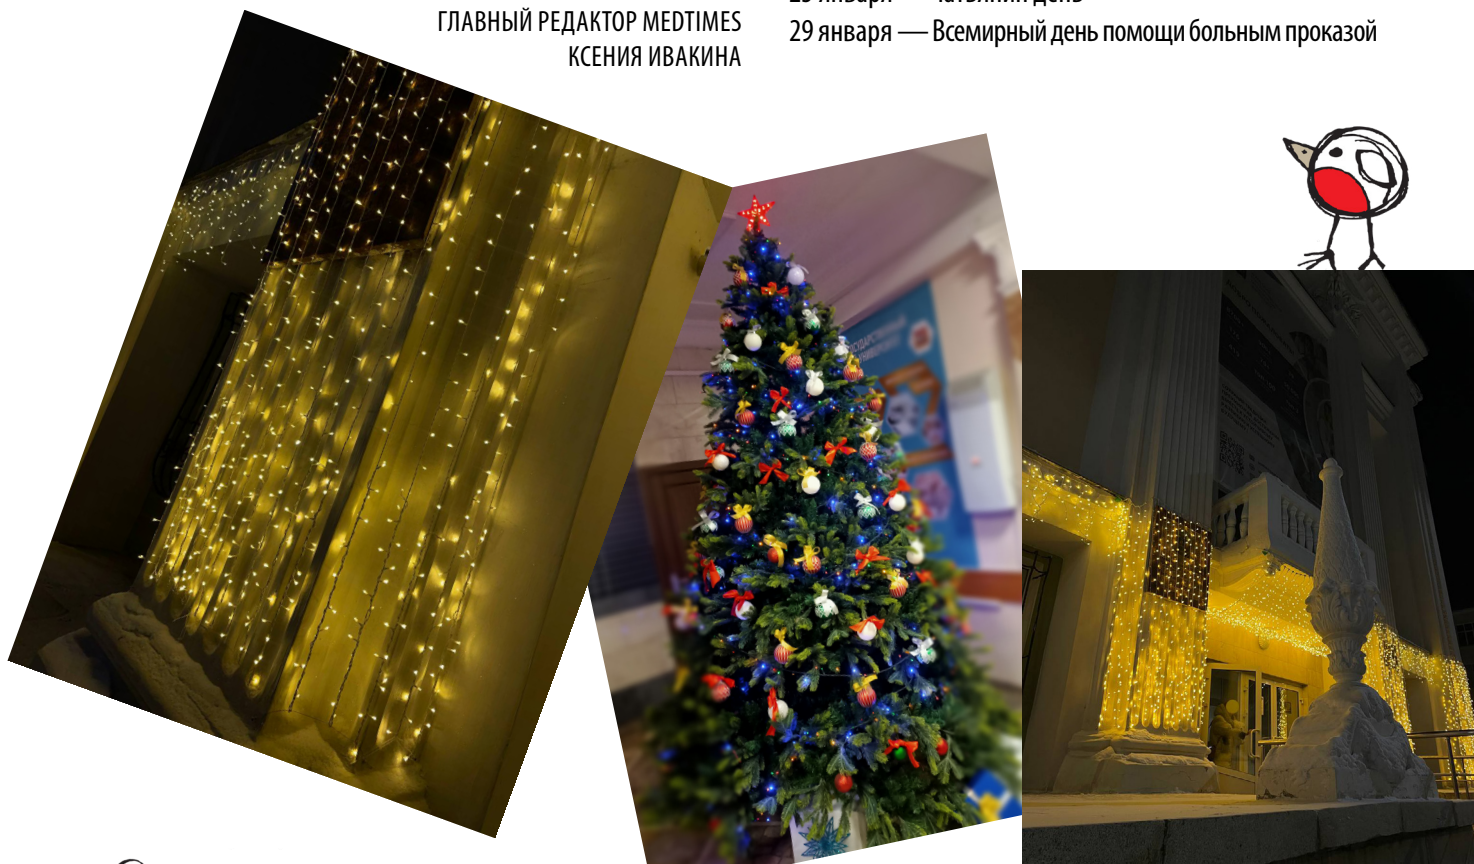 ГЛАВНЫЙ РЕДАКТОР MEDTIMES
КСЕНИЯ ИВАКИНА
29 января — Всемирный день помощи больным проказой